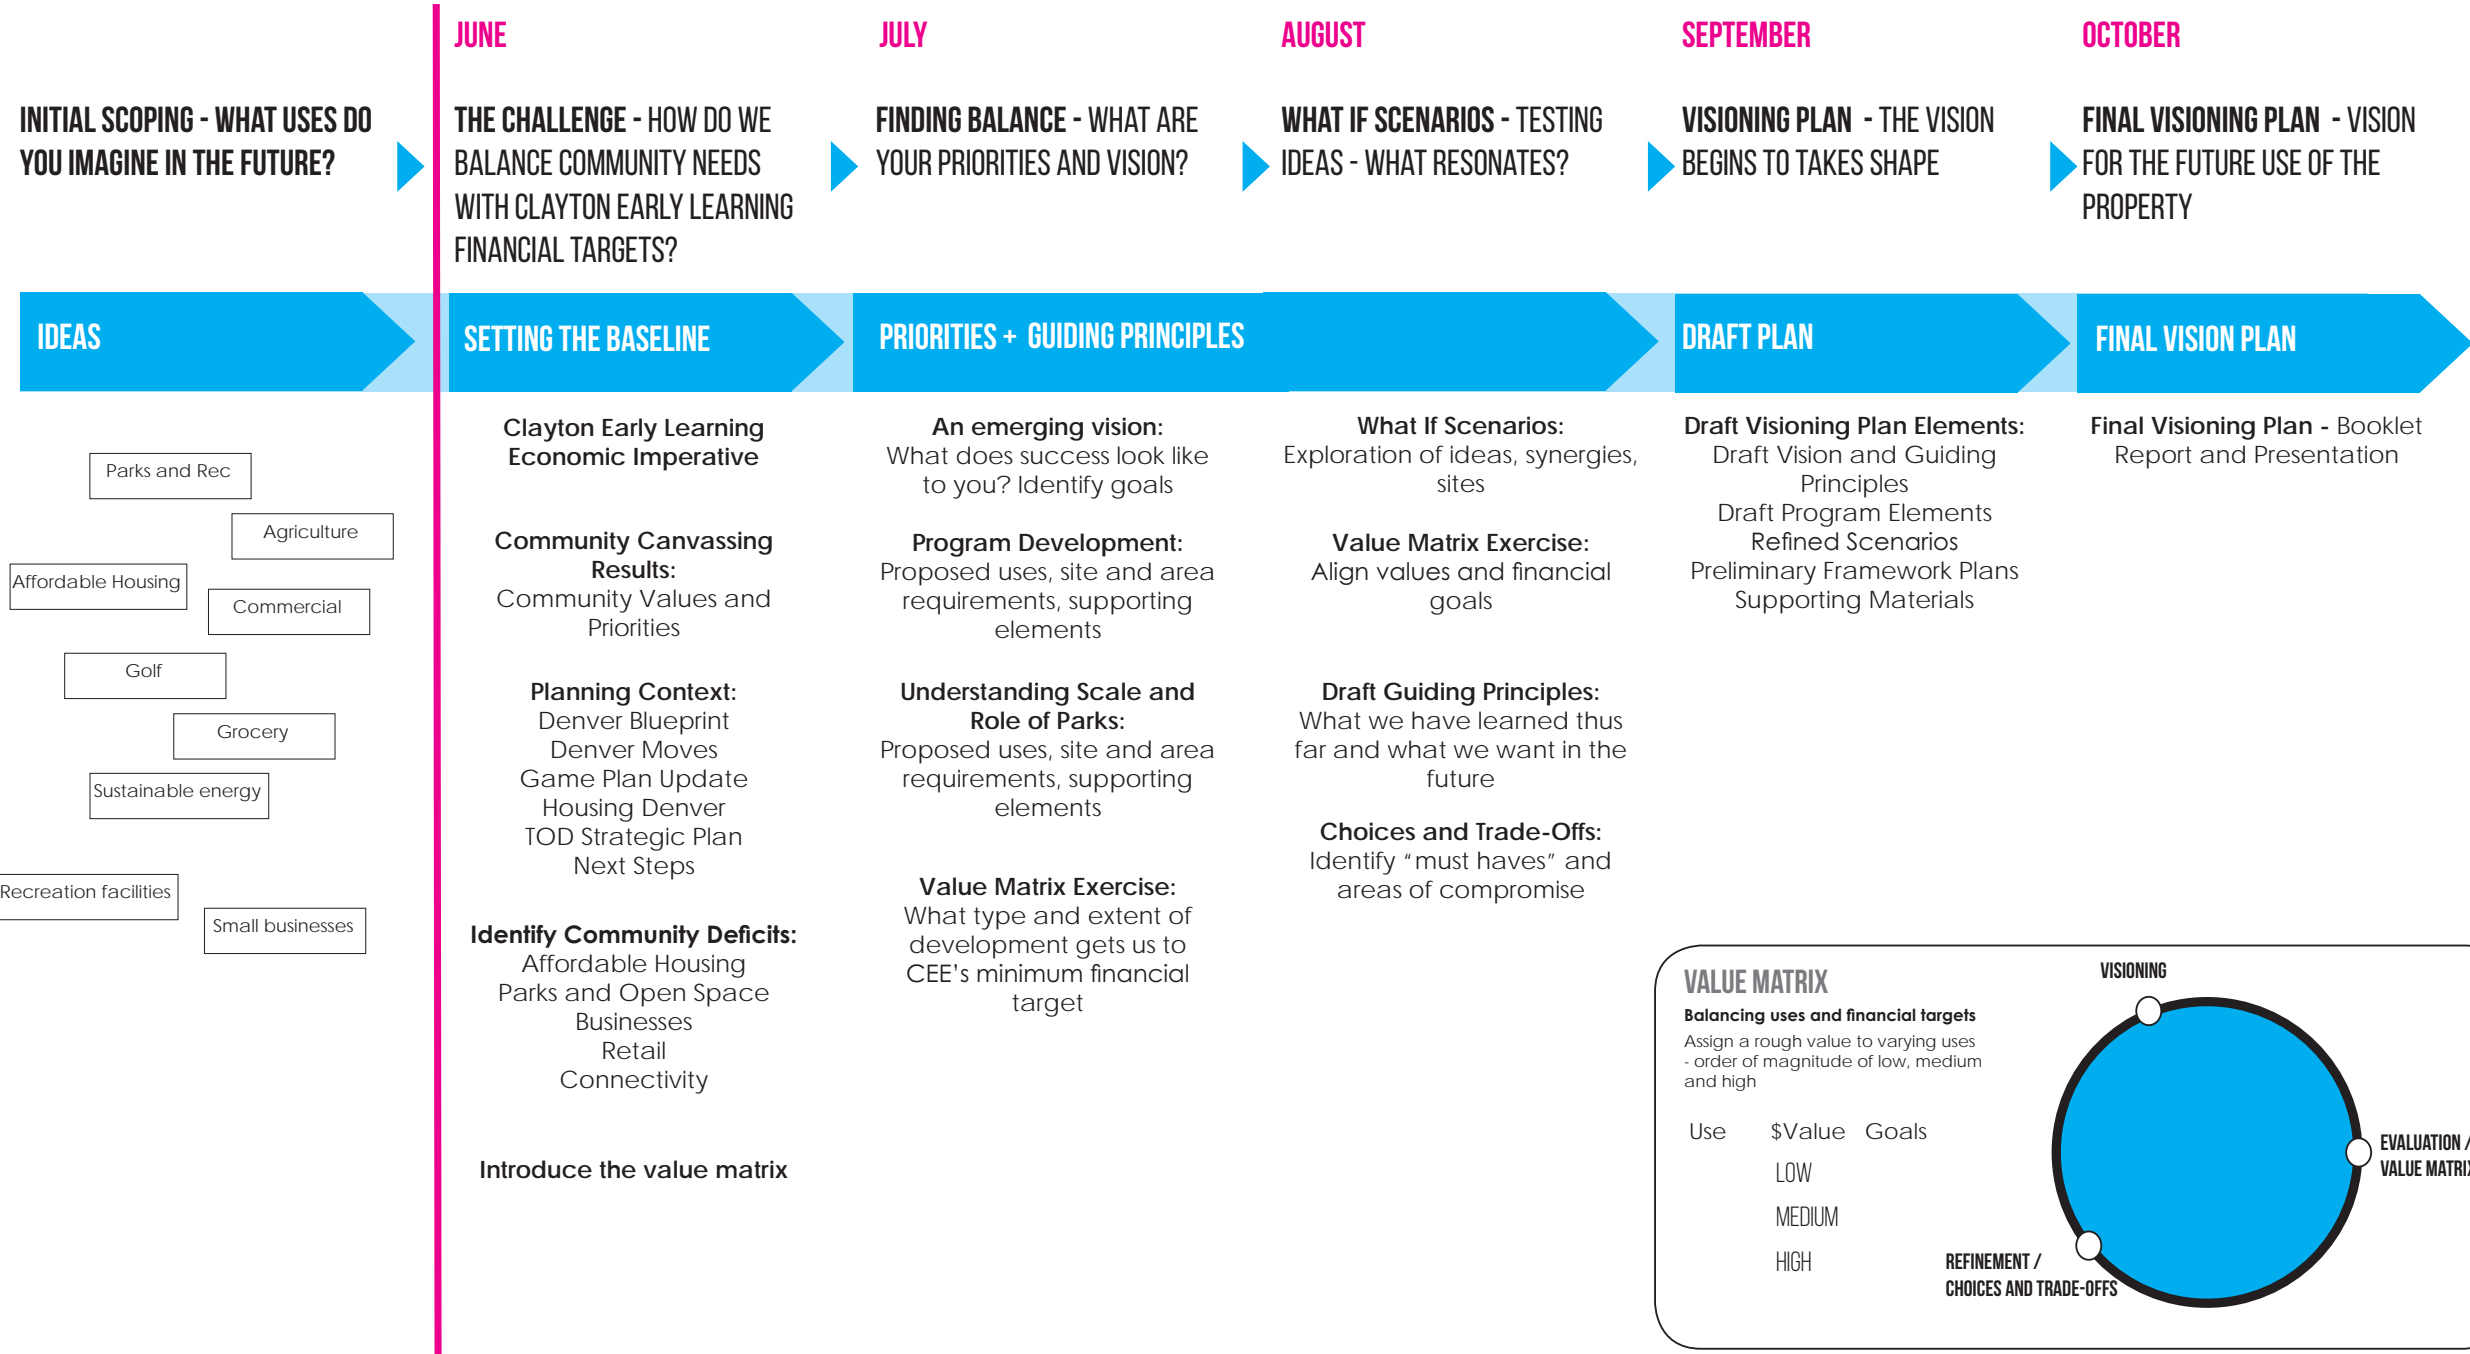 JUNE
JULY
AUGUST
SEPTEMBER
OCTOBER
INITIAL SCOPING - WHAT USES DO
YOU IMAGINE IN THE FUTURE?
THE CHALLENGE - HOW DO WE
BALANCE COMMUNITY NEEDS
WITH CLAYTON EARLY LEARNING
FINANCIAL TARGETS?
FINDING BALANCE - WHAT ARE
YOUR PRIORITIES AND VISION?
WHAT IF SCENARIOS - TESTING
IDEAS - WHAT RESONATES?
VISIONING PLAN - THE VISION
BEGINS TO TAKES SHAPE
FINAL VISIONING PLAN - VISION
FOR THE FUTURE USE OF THE
PROPERTY
IDEAS
SETTING THE BASELINE
PRIORITIES + GUIDING PRINCIPLES
DRAFT PLAN
FINAL VISION PLAN
Parks and Rec
Agriculture
Affordable Housing
Commercial
Golf
Grocery
Sustainable energy
Recreation facilities
Small businesses
Clayton Early Learning
Economic Imperative
Community Canvassing
Results:
Community Values and
Priorities
Planning Context:
Denver Blueprint
Denver Moves
Game Plan Update
Housing Denver
TOD Strategic Plan
Next Steps
Identify Community Deficits:
Affordable Housing
Parks and Open Space
Businesses
Retail
Connectivity
Introduce the value matrix
An emerging vision:
What does success look like
to you? Identify goals
Program Development:
Proposed uses, site and area
requirements, supporting
elements
Understanding Scale and
Role of Parks:
Proposed uses, site and area
requirements, supporting
elements
Value Matrix Exercise:
What type and extent of
development gets us to
CEE's minimum financial
target
What If Scenarios:
Exploration of ideas, synergies,
sites
Value Matrix Exercise:
Align values and financial
goals
Draft Guiding Principles:
What we have learned thus
far and what we want in the
future
Choices and Trade-Offs:
Identify “must haves” and
areas of compromise
Draft Visioning Plan Elements:
Draft Vision and Guiding
Principles
Draft Program Elements
Refined Scenarios
Preliminary Framework Plans
Supporting Materials
Final Visioning Plan - Booklet
Report and Presentation
VALUE MATRIX
Balancing uses and financial targets
Assign a rough value to varying uses
- order of magnitude of low, medium
and high
Use $Value Goals
LOW
MEDIUM
HIGH
VISIONING
EVALUATION /
VALUE MATRIX
REFINEMENT /
CHOICES AND TRADE-OFFS